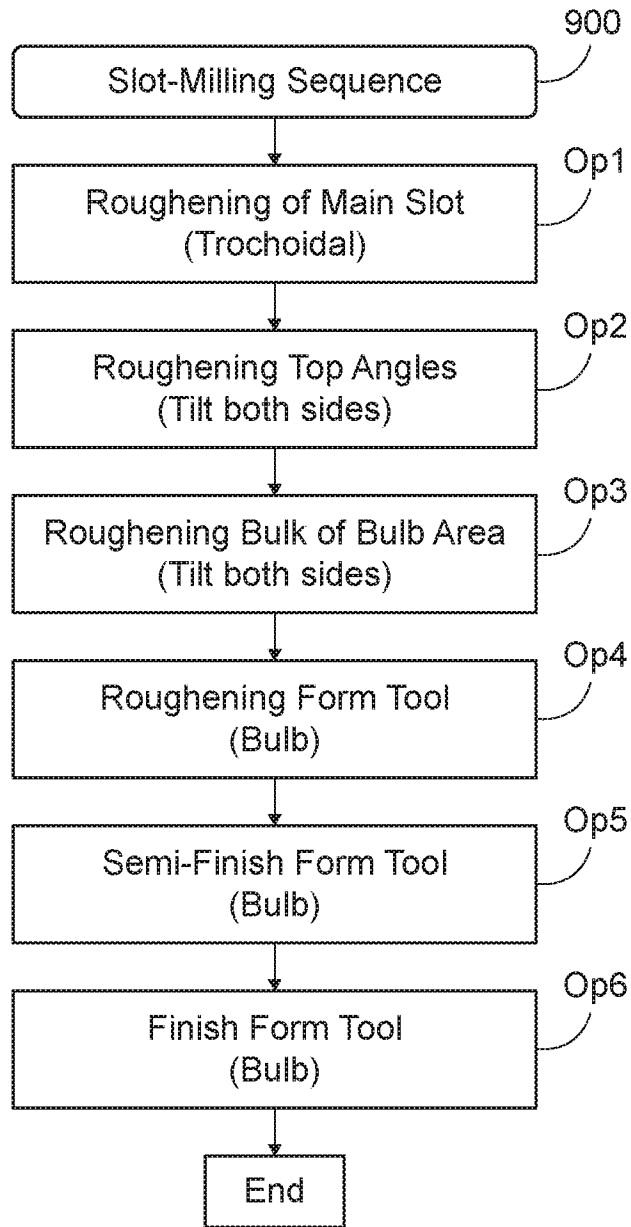 900
Slot-Milling Sequence
Op1
Roughening of Main Slot
(Trochoidal)
Op2
Roughening Top Angles
(Tilt both sides)
Op3
Roughening Bulk of Bulb Area
(Tilt both sides)
Op4
Roughening Form Tool
(Bulb)
Op5
Semi-Finish Form Tool
(Bulb)
Op6
Finish Form Tool
(Bulb)
End